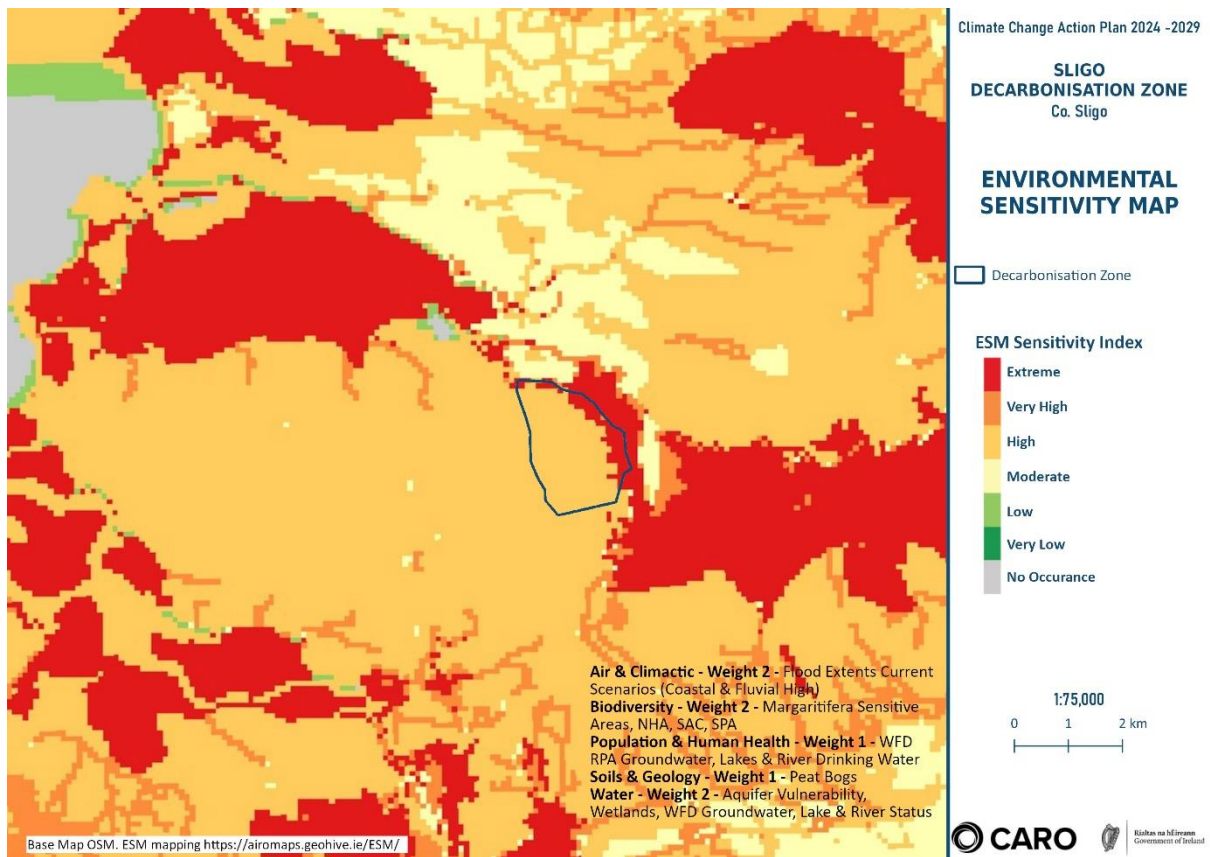 Climate Change Action Plan 2024 -2029
SLIGO
DECARBONISATION ZONE
Co. Sligo
ENVIRONMENTAL
SENSITIVITY MAP
Decarbonisation Zone
ESM Sensitivity Index
Extreme
Very High
High
Moderate
Low
Very Low
No Occurance
Air & Climactic - Weight 2 - Flood Extents Current
Scenarios (Coastal & Fluvial High)
Biodiversity - Weight 2 - Margaritifera Sensitive
Areas, NHA, SAC, SPA
Population & Human Health - Weight 1 - WFD
RPA Groundwater, Lakes & River Drinking Water
Soils & Geology - Weight 1 - Peat Bogs
Water - Weight 2 - Aquifer Vulnerability,
Wetlands, WFD Groundwater, Lake & River Status
1:75,000
0 1 2 km
Base Map OSM. ESM mapping https://airomaps.geohive.ie/ESM/
CARO
Rialtas na hÉireann
Government of Ireland